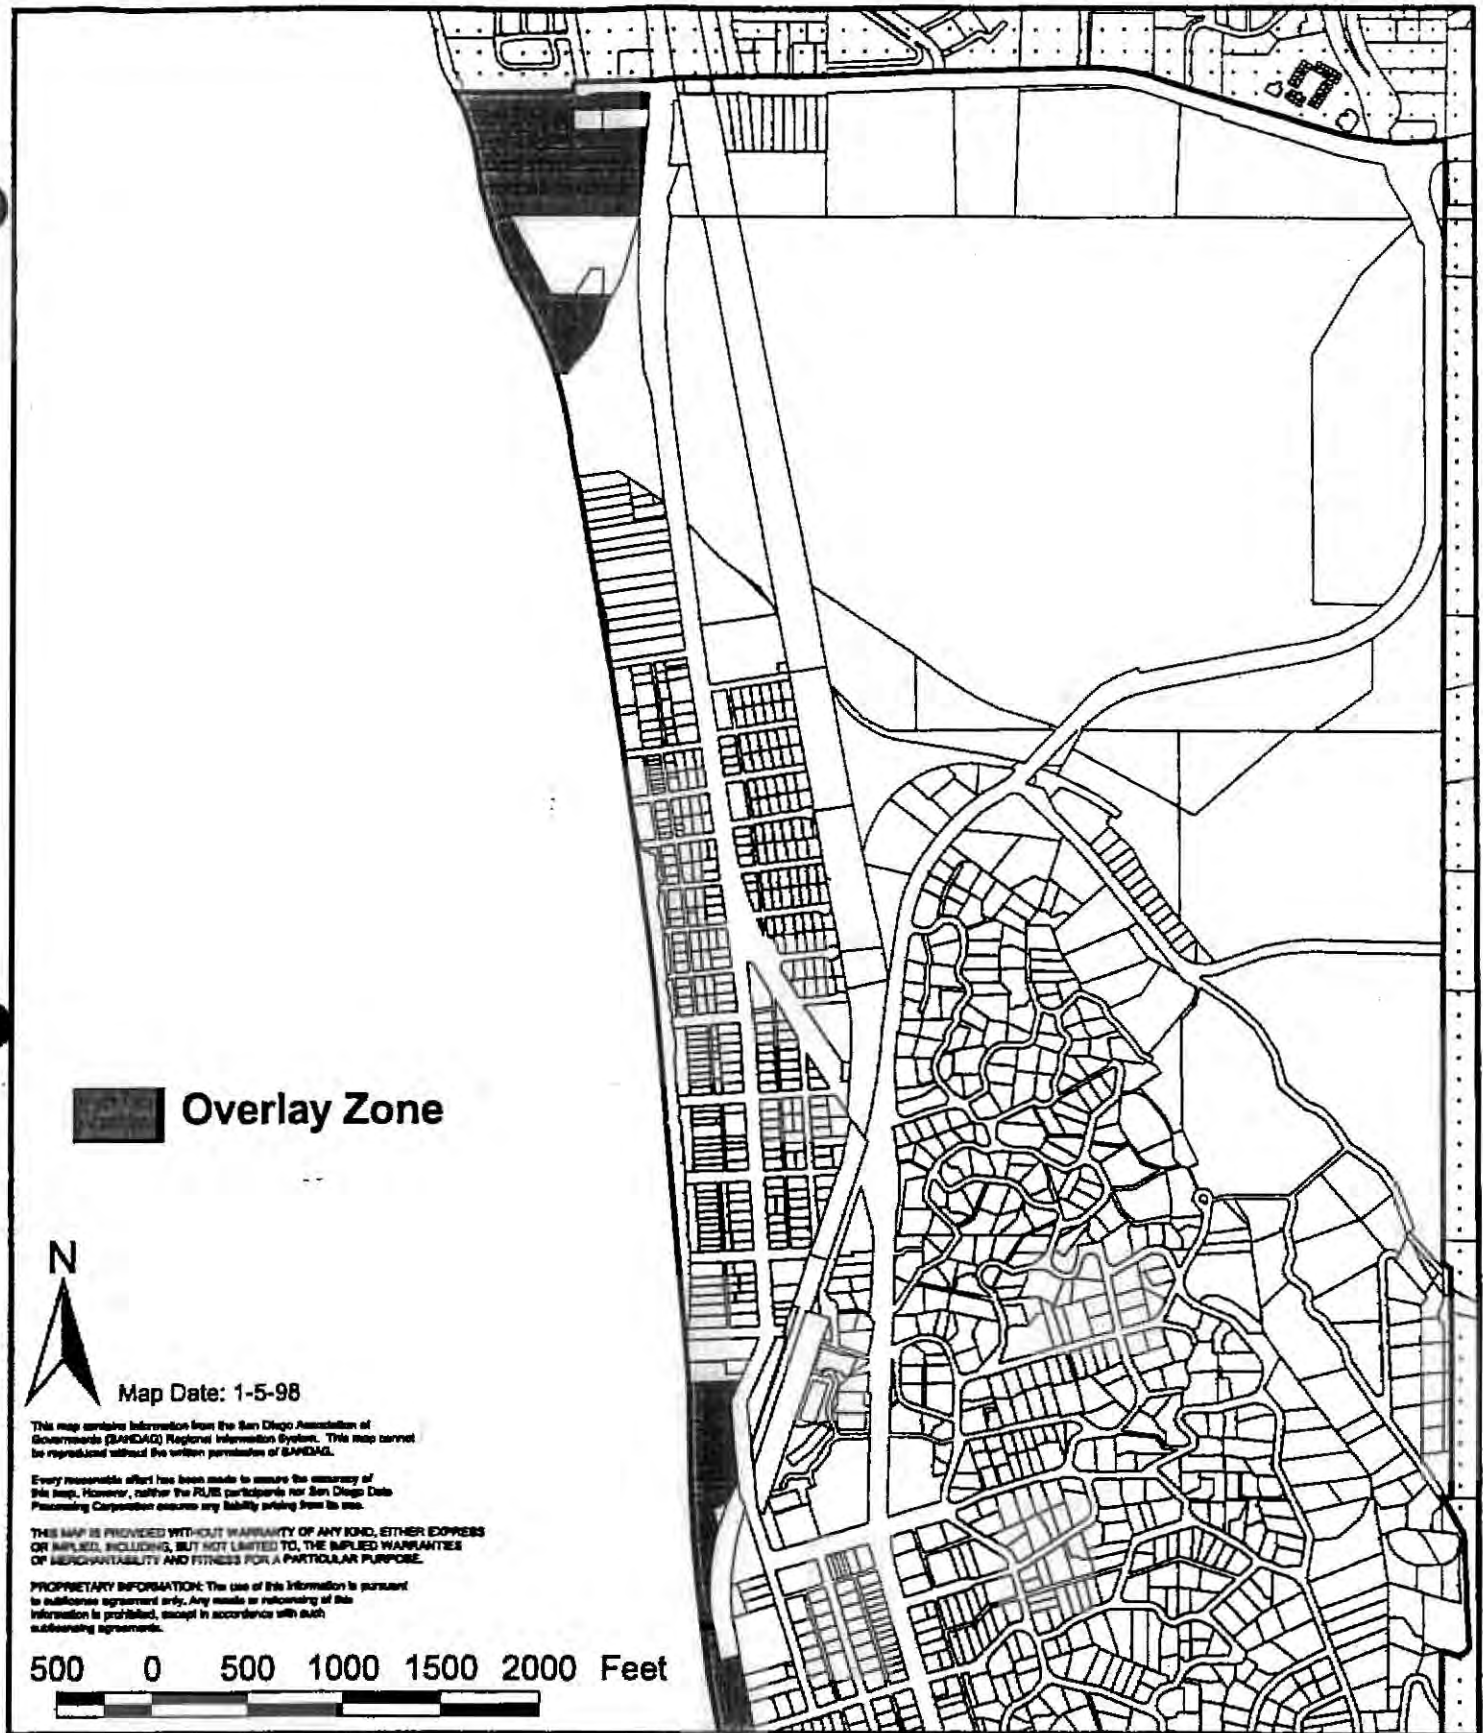 Overlay Zone
N
Map Date: 1-5-98
This map contains information from the San Diego Association of
Governments (SANDAG) Regional Information System. This map cannot
be reproduced without the written permission of SANDAG.
Every reasonable effort has been made to assure the accuracy of
this map. However, neither the RUIS participants nor San Diego Data
Processing Corporation assume any liability arising from its use.
THIS MAP IS PROVIDED WITHOUT WARRANTY OF ANY KIND, EITHER EXPRESS
OR IMPLIED, INCLUDING, BUT NOT LIMITED TO, THE IMPLIED WARRANTIES
OF MERCHANTABILITY AND FITNESS FOR A PARTICULAR PURPOSE.
PROPRIETARY INFORMATION: The use of this information is pursuant
to sublicense agreement only. Any resale or relicensing of this
information is prohibited, except in accordance with such
sublicensing agreements.
500 0 500 1000 1500 2000 Feet